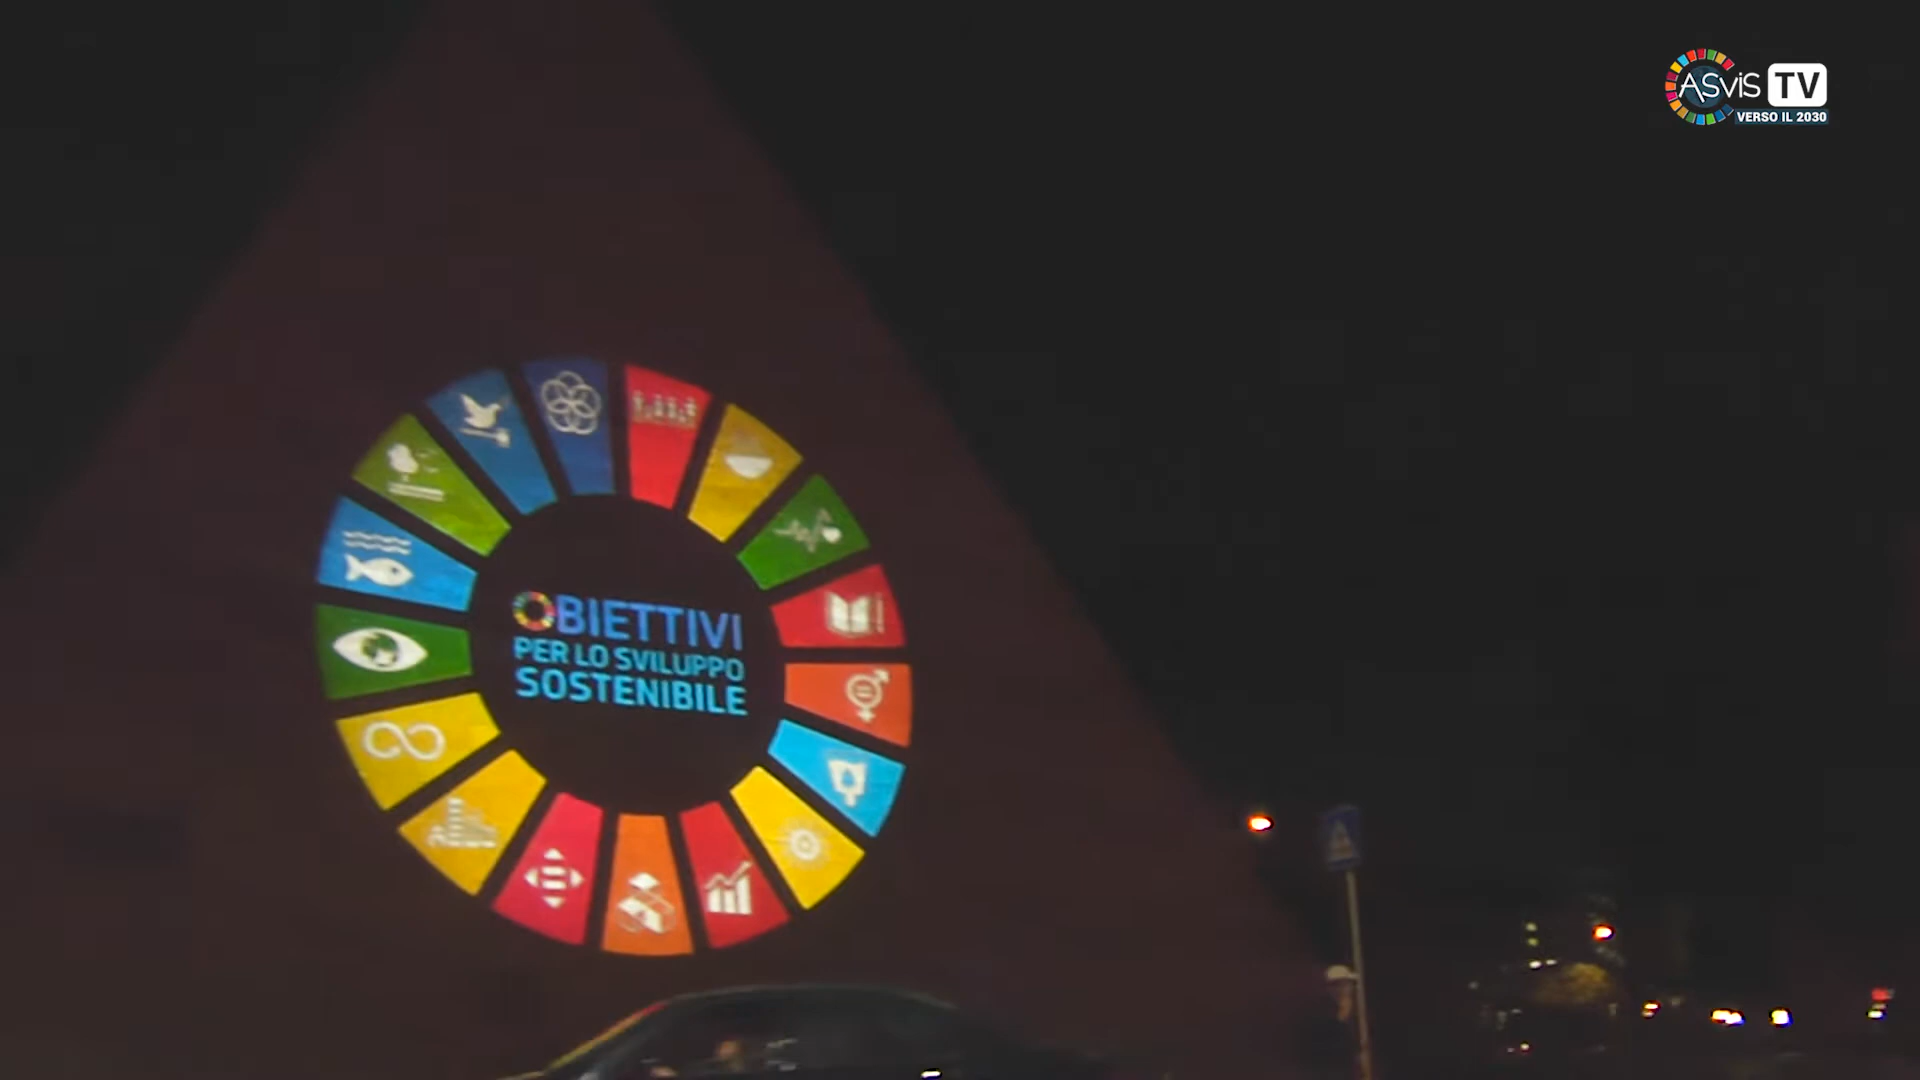 ASviS TV
VERSO IL 2030
OBIETTIVI
PER LO SVILUPPO
SOSTENIBILE